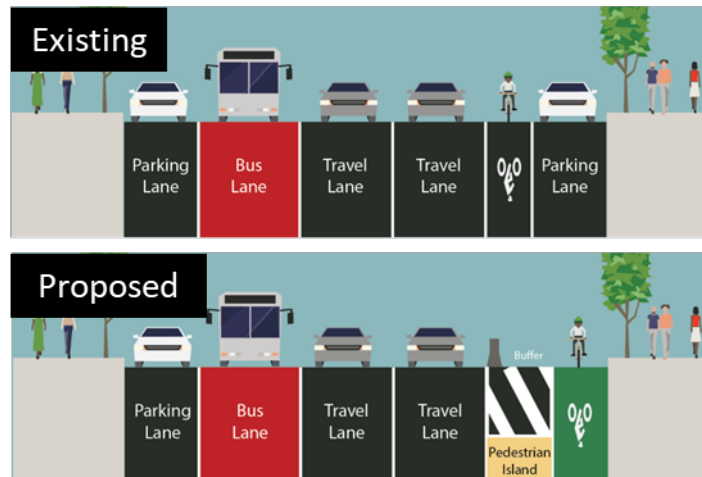 Existing
Parking
Lane
Bus
Lane
Travel
Lane
Travel
Lane
Parking
Lane
Proposed
Buffer
Parking
Lane
Bus
Lane
Travel
Lane
Travel
Lane
Pedestrian
Island